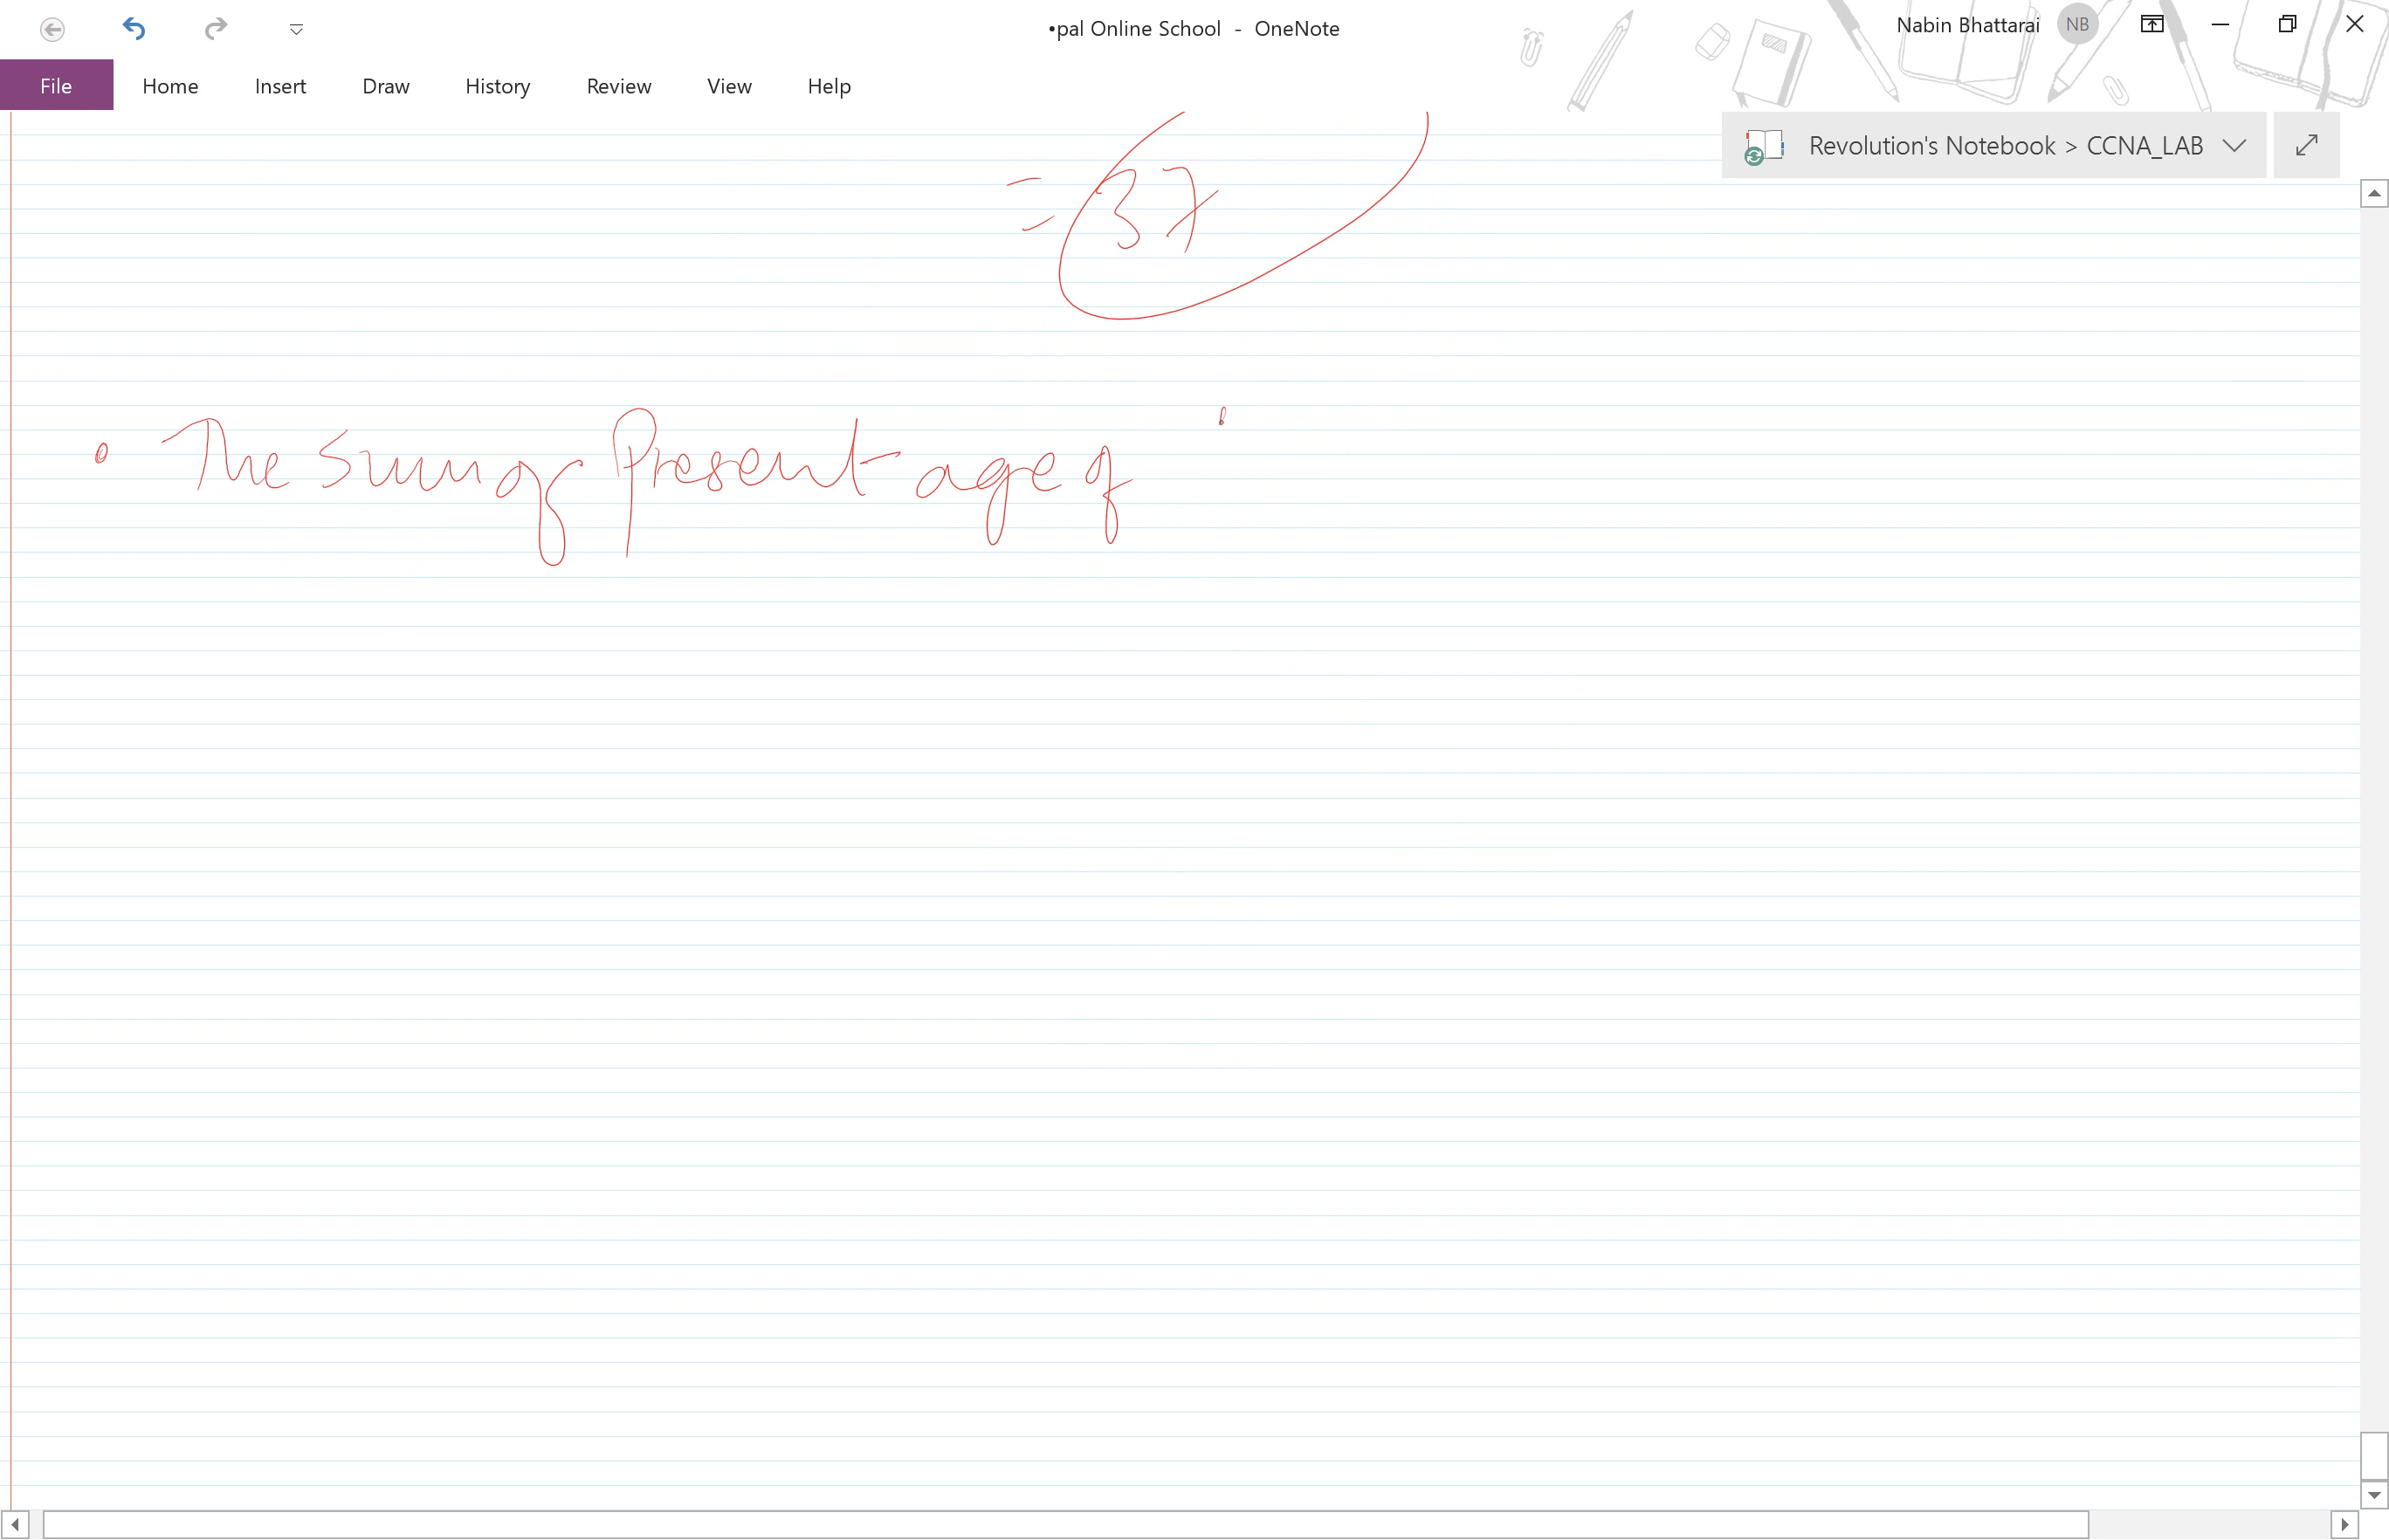 •pal Online School - OneNote
Nabin Bhattarai NB
File Home Insert Draw History Review View Help
Revolution's Notebook > CCNA_LAB
= 37
The sum of Present age of